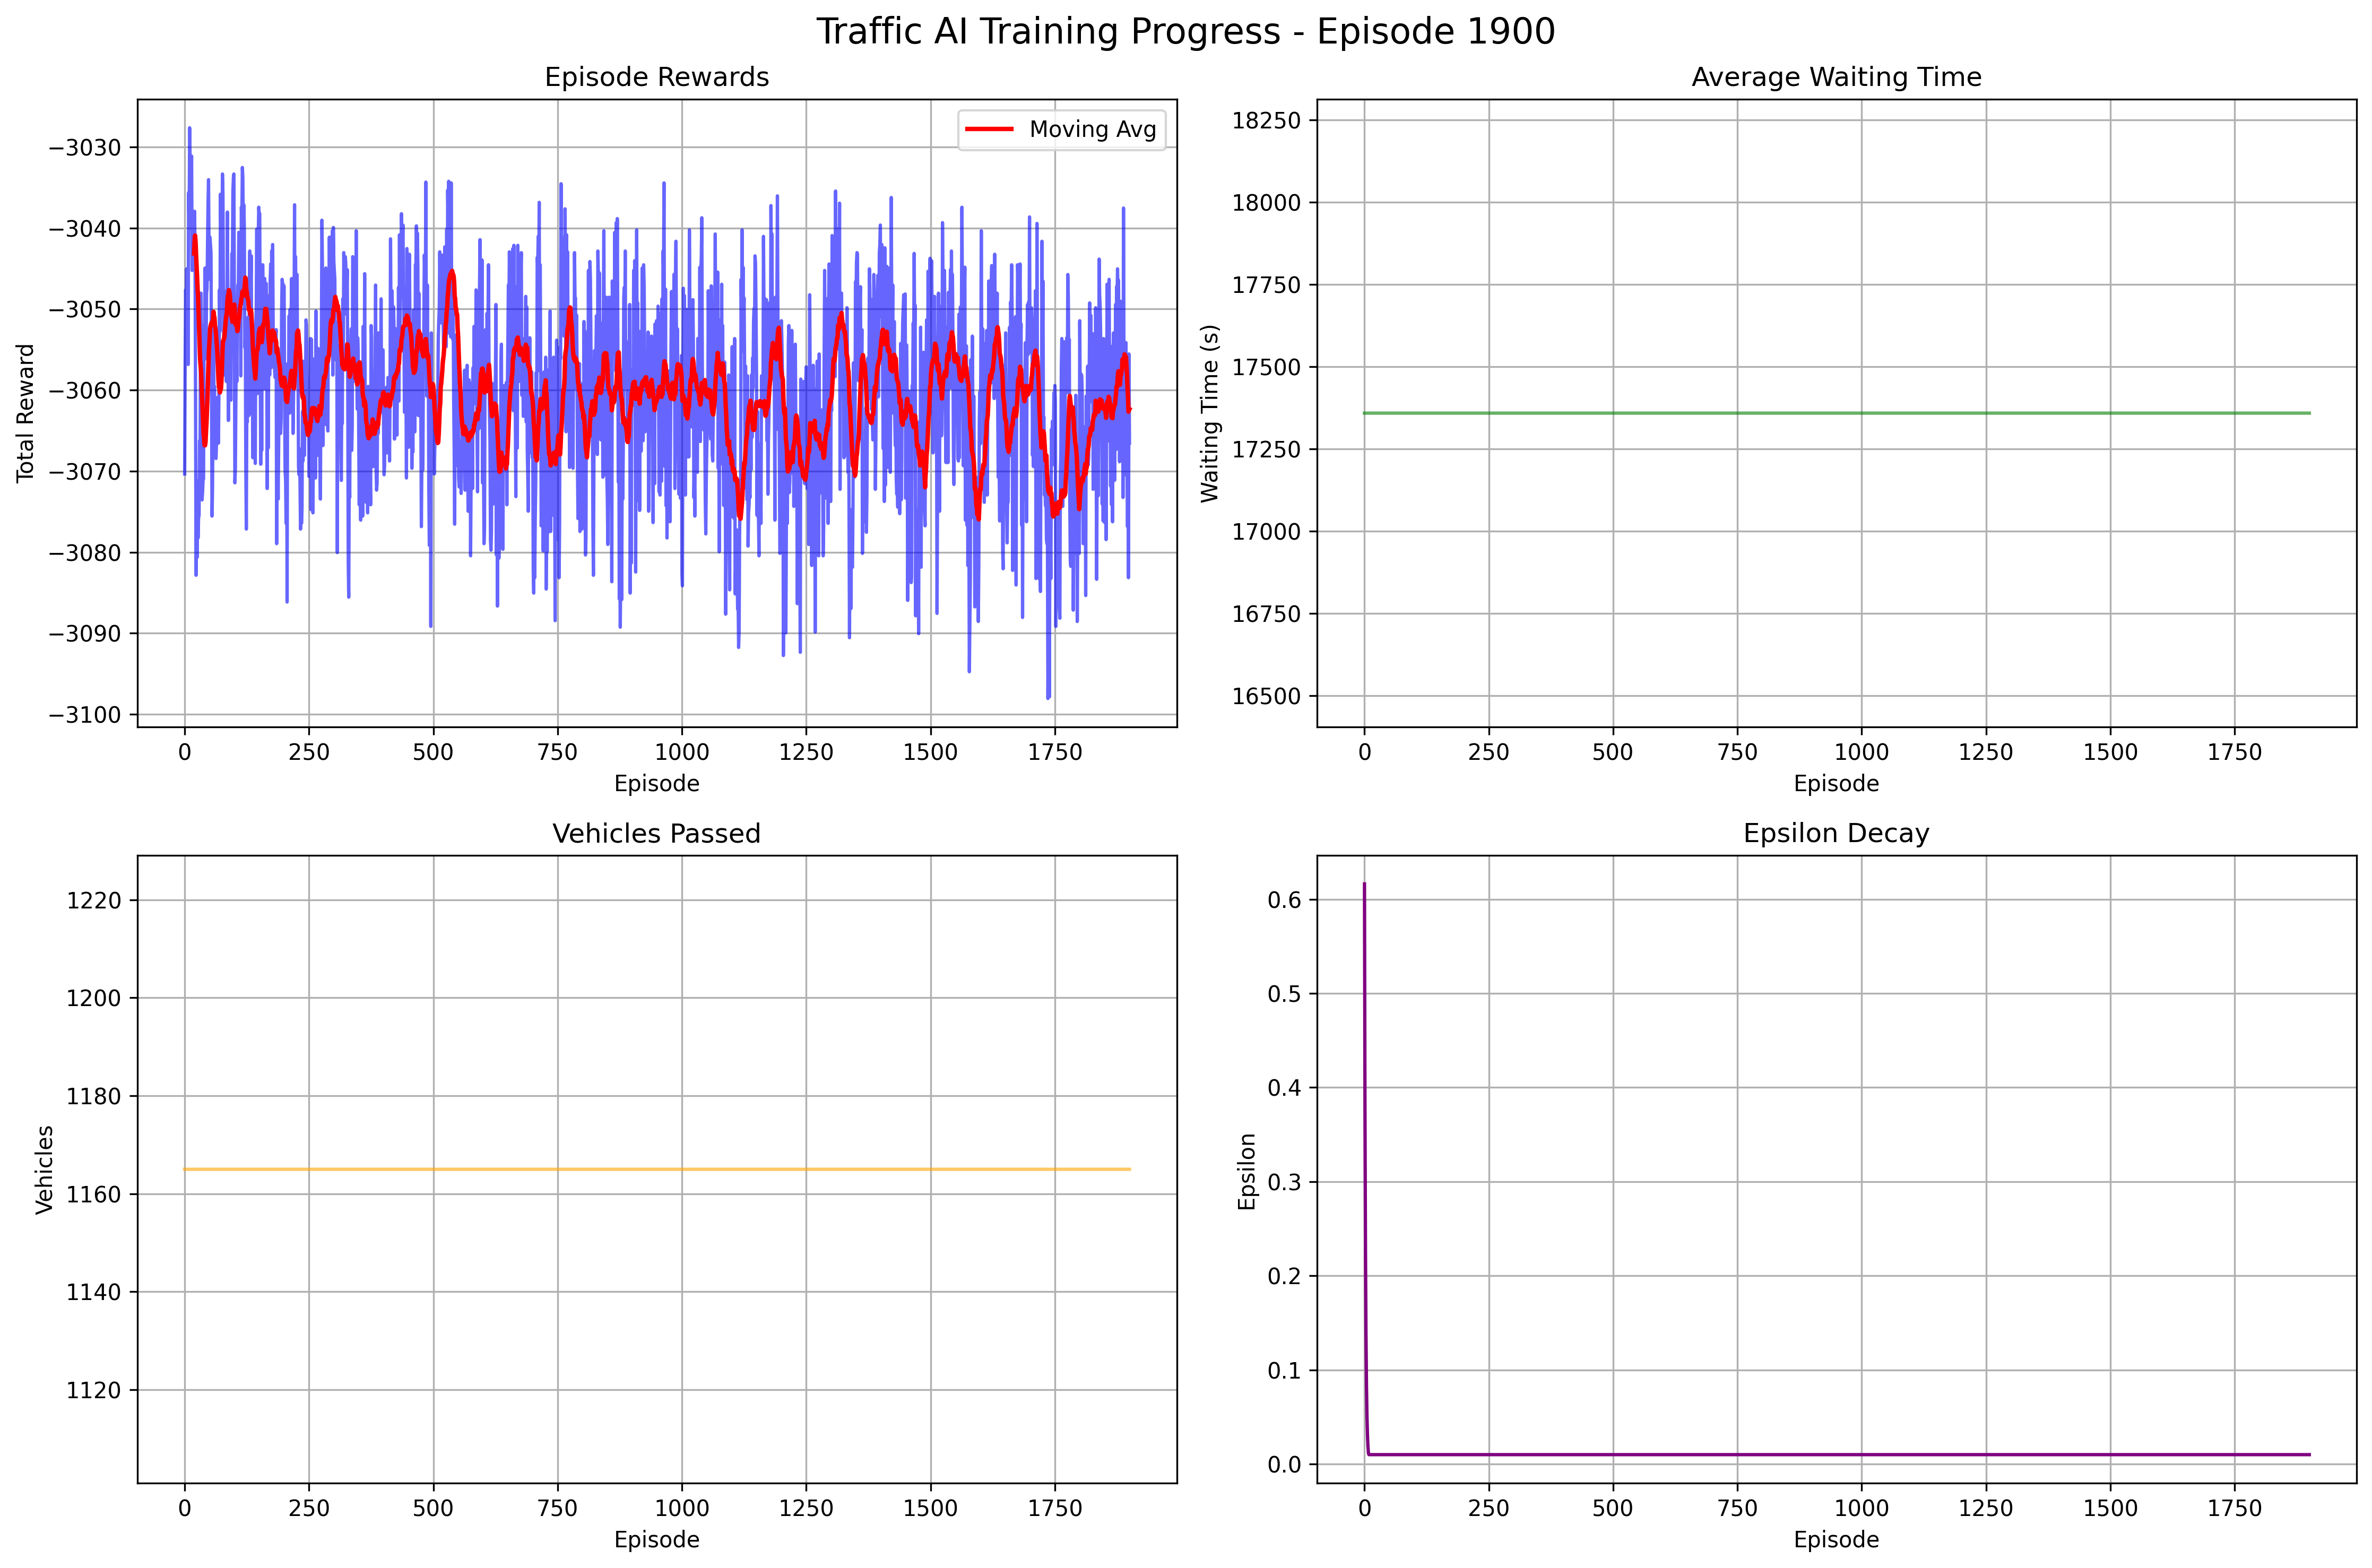 Traffic AI Training Progress - Episode 1900
Episode Rewards
Moving Avg
−3030
−3040
−3050
−3060
−3070
−3080
−3090
−3100
Total Reward
0 250 500 750 1000 1250 1500 1750
Episode
Average Waiting Time
18250
18000
17750
17500
17250
17000
16750
16500
Waiting Time (s)
0 250 500 750 1000 1250 1500 1750
Episode
Vehicles Passed
1220
1200
1180
1160
1140
1120
Vehicles
0 250 500 750 1000 1250 1500 1750
Episode
Epsilon Decay
0.6
0.5
0.4
0.3
0.2
0.1
0.0
Epsilon
0 250 500 750 1000 1250 1500 1750
Episode